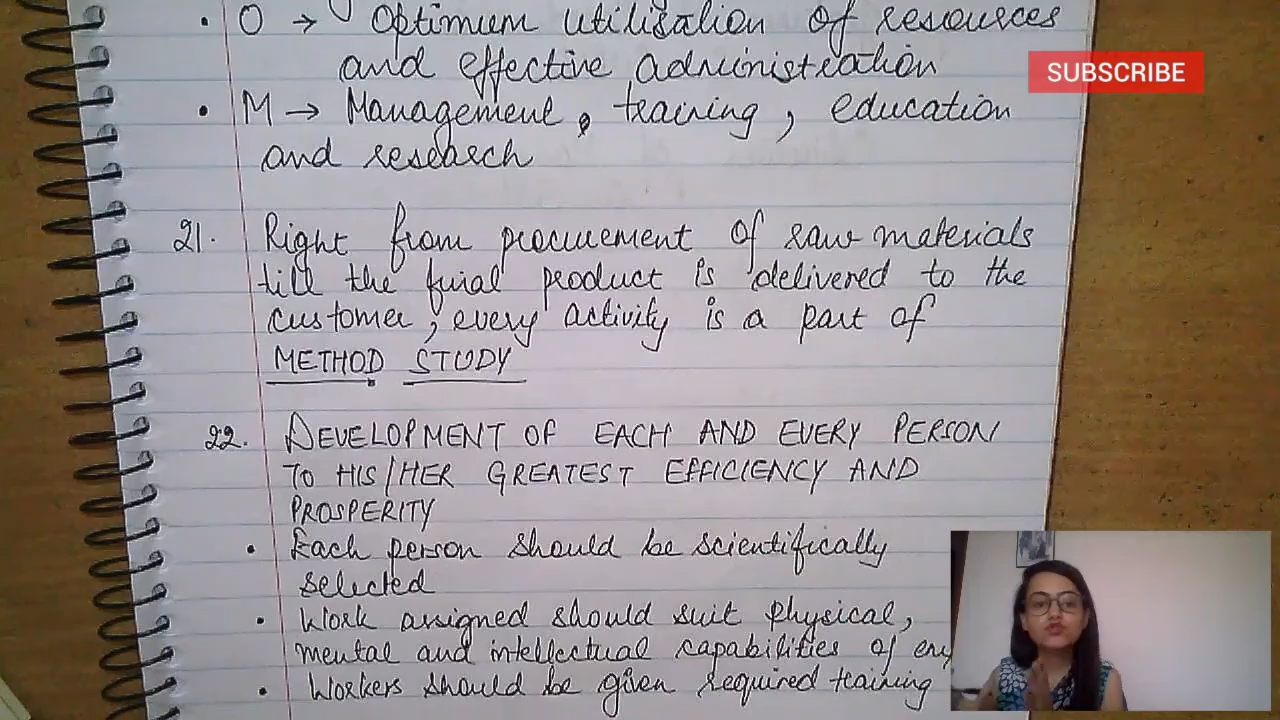 • O → Optimum utilisation of resources
and effective administration
SUBSCRIBE
• M → Management, training, education
and research
21. Right from procurement of raw materials
till the final product is delivered to the
customer, every activity is a part of
METHOD STUDY
22. DEVELOPMENT OF EACH AND EVERY PERSON
TO HIS/HER GREATEST EFFICIENCY AND
PROSPERITY
• Each person should be scientifically
selected
• Work assigned should suit physical,
mental and intellectual capabilities of
• Workers should be given required training